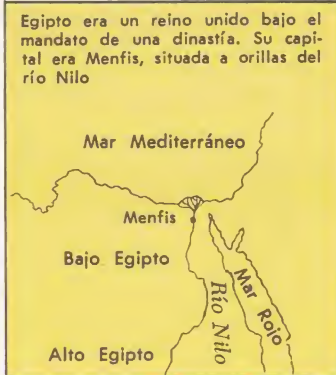 Egipto era un reino unido bajo el
mandato de una dinastía. Su capi-
tal era Menfis, situada a orillas del
río Nilo
Mar Mediterráneo
Menfis
Bajo Egipto
Río Nilo
Mar Rojo
Alto Egipto